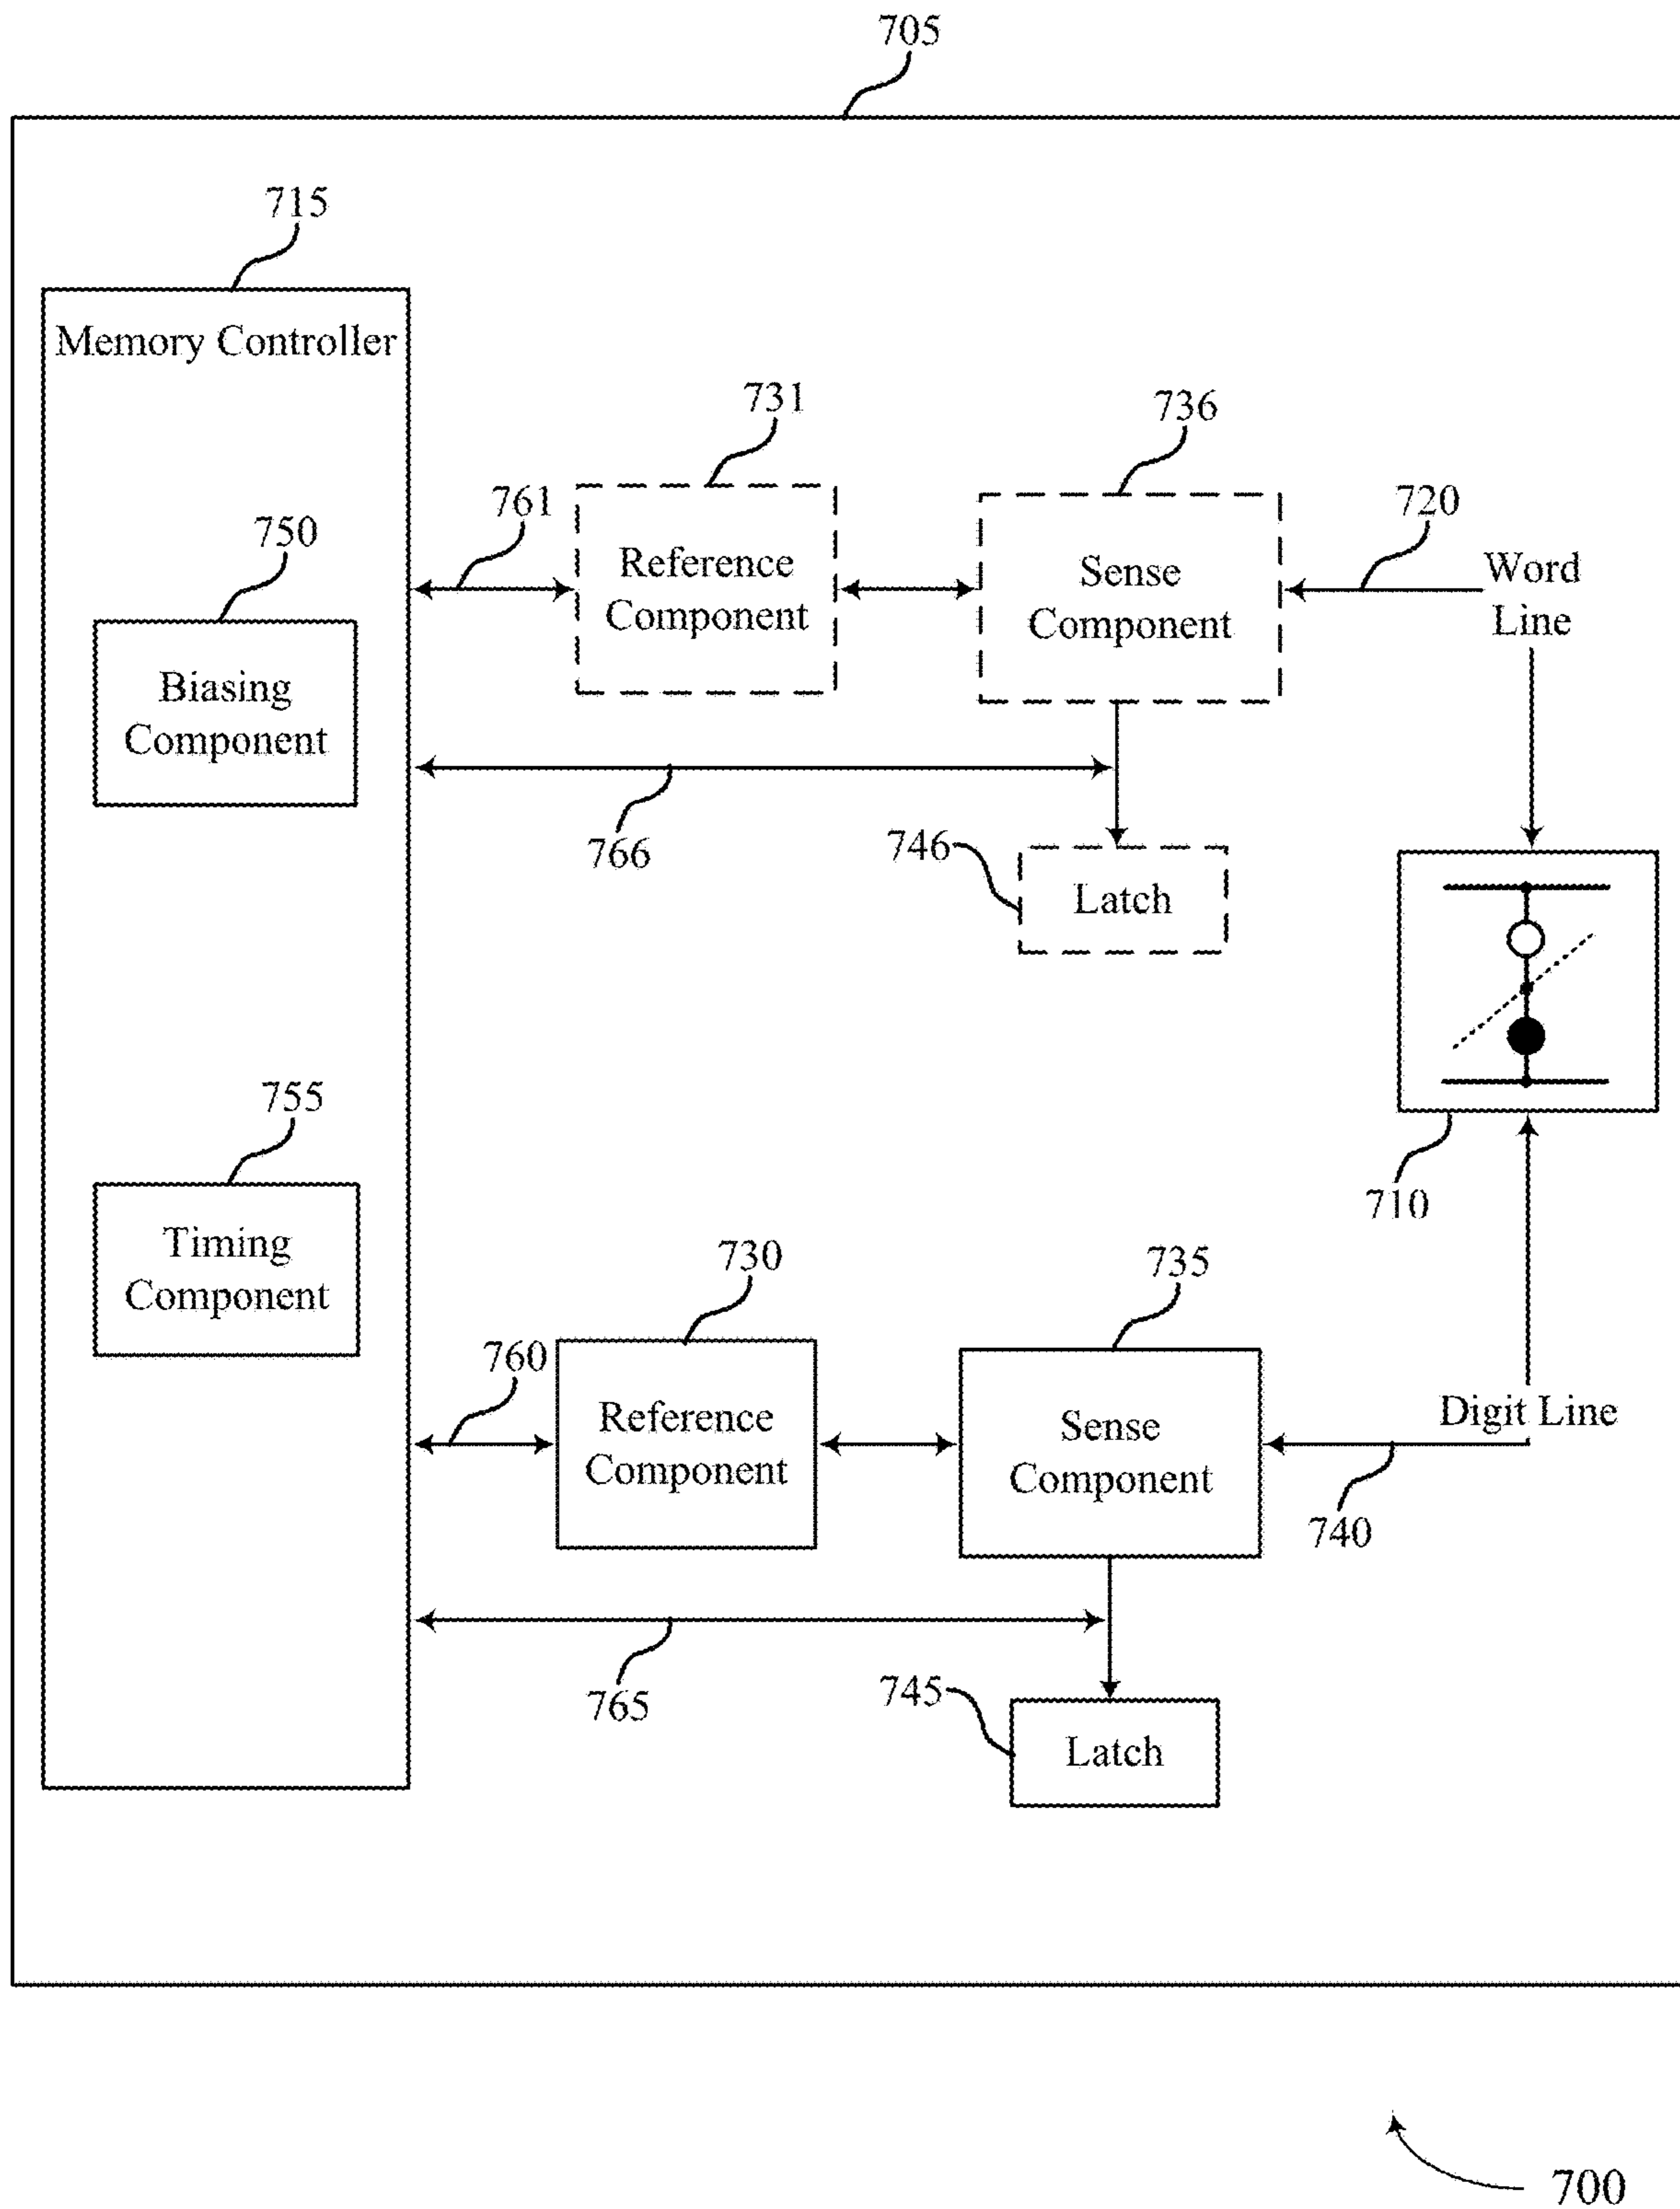 705
715
Memory Controller
731
736
761
720
750
Reference
Component
Sense
Component
Word
Line
Biasing
Component
766
746
Latch
755
710
Timing
Component
730
735
760
Reference
Component
Sense
Component
Digit Line
740
765
745
Latch
700